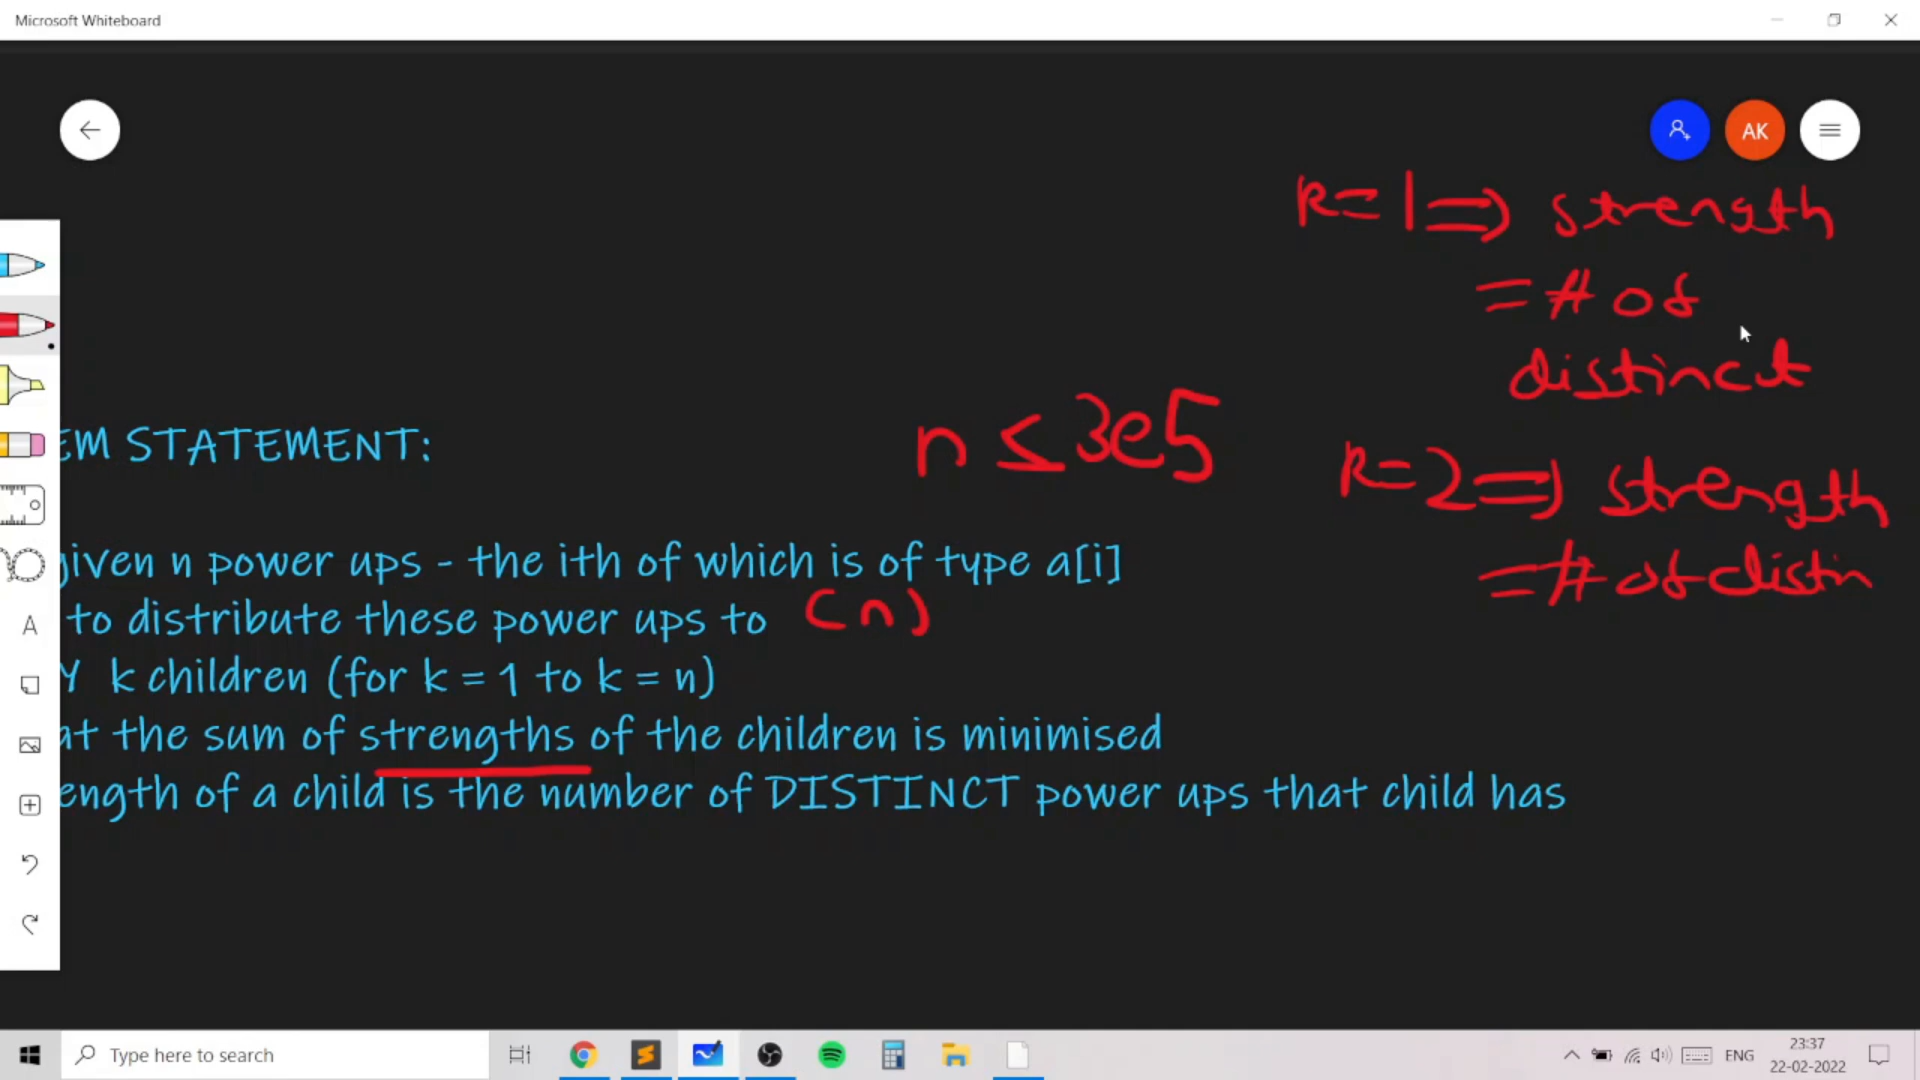 Microsoft Whiteboard
AK
k=1⇒ strength
=# of
distinct
n≤3e5
k=2⇒ strength
=# of distin
EM STATEMENT:
given n power ups - the ith of which is of type a[i]
to distribute these power ups to (n)
Y k children (for k = 1 to k = n)
at the sum of strengths of the children is minimised
ength of a child is the number of DISTINCT power ups that child has
A
Type here to search
ENG
23:37
22-02-2022